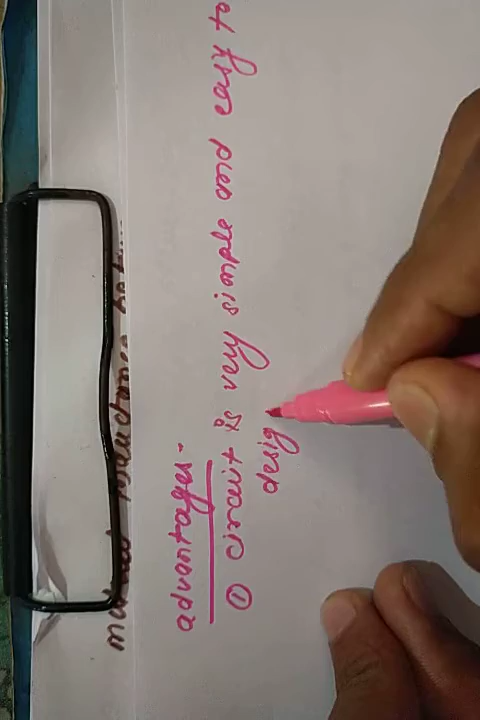 advantages -
① circuit is very simple and easy to
desig